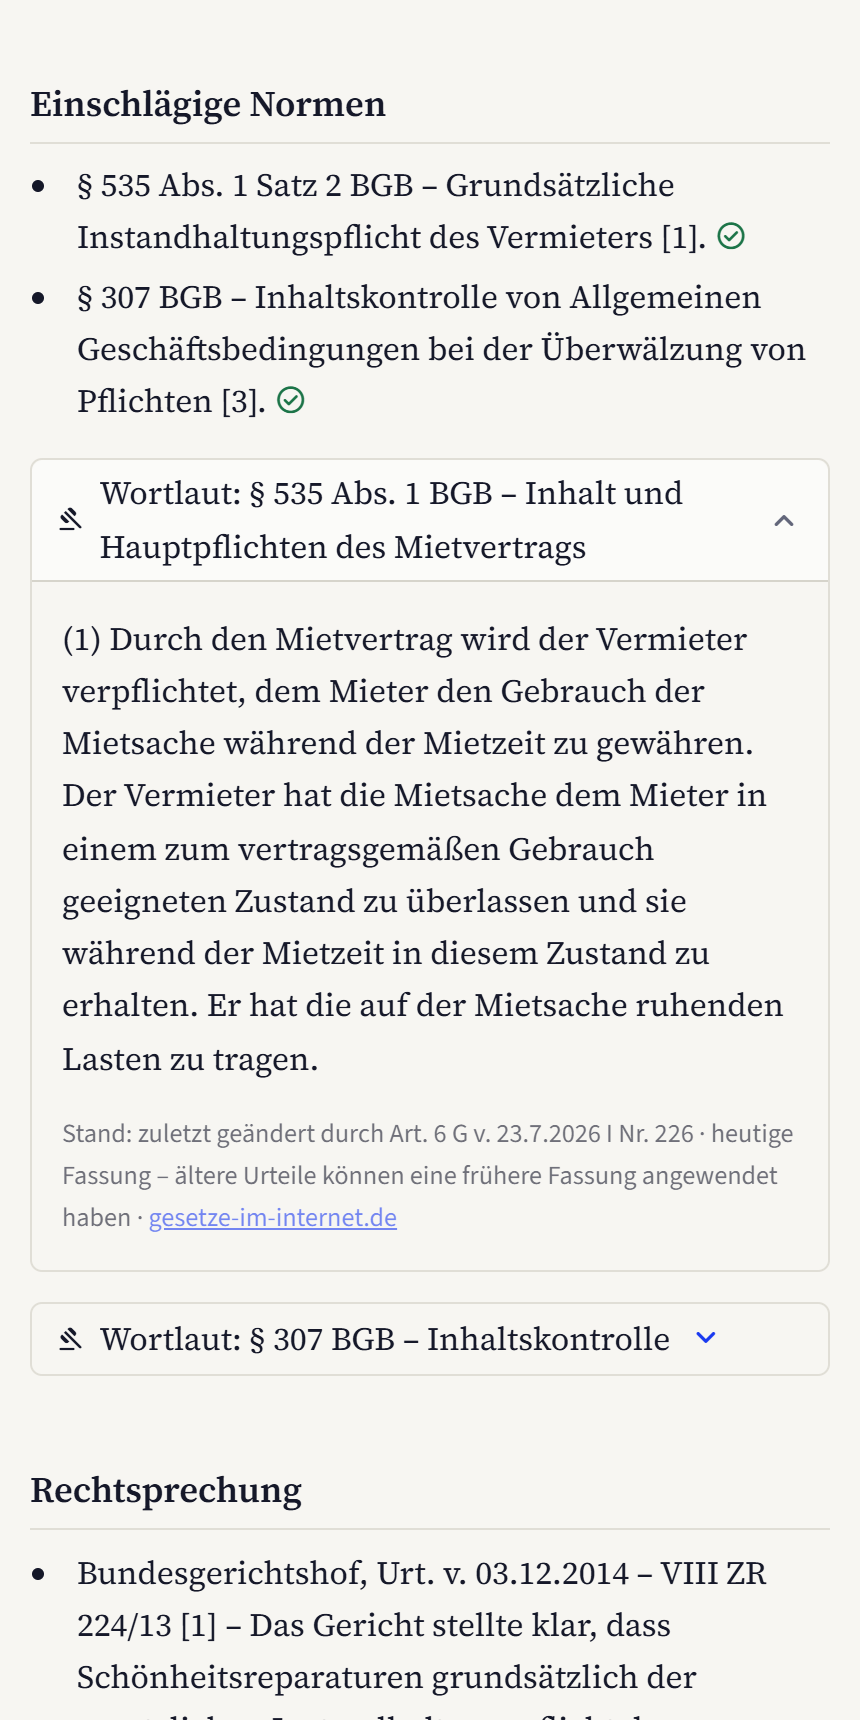 Einschlägige Normen
• § 535 Abs. 1 Satz 2 BGB – Grundsätzliche
Instandhaltungspflicht des Vermieters [1].
• § 307 BGB – Inhaltskontrolle von Allgemeinen
Geschäftsbedingungen bei der Überwälzung von
Pflichten [3].
Wortlaut: § 535 Abs. 1 BGB – Inhalt und
Hauptpflichten des Mietvertrags
(1) Durch den Mietvertrag wird der Vermieter
verpflichtet, dem Mieter den Gebrauch der
Mietsache während der Mietzeit zu gewähren.
Der Vermieter hat die Mietsache dem Mieter in
einem zum vertragsgemäßen Gebrauch
geeigneten Zustand zu überlassen und sie
während der Mietzeit in diesem Zustand zu
erhalten. Er hat die auf der Mietsache ruhenden
Lasten zu tragen.
Stand: zuletzt geändert durch Art. 6 G v. 23.7.2026 I Nr. 226 · heutige
Fassung – ältere Urteile können eine frühere Fassung angewendet
haben · gesetze-im-internet.de
Wortlaut: § 307 BGB – Inhaltskontrolle
Rechtsprechung
• Bundesgerichtshof, Urt. v. 03.12.2014 – VIII ZR
224/13 [1] – Das Gericht stellte klar, dass
Schönheitsreparaturen grundsätzlich der